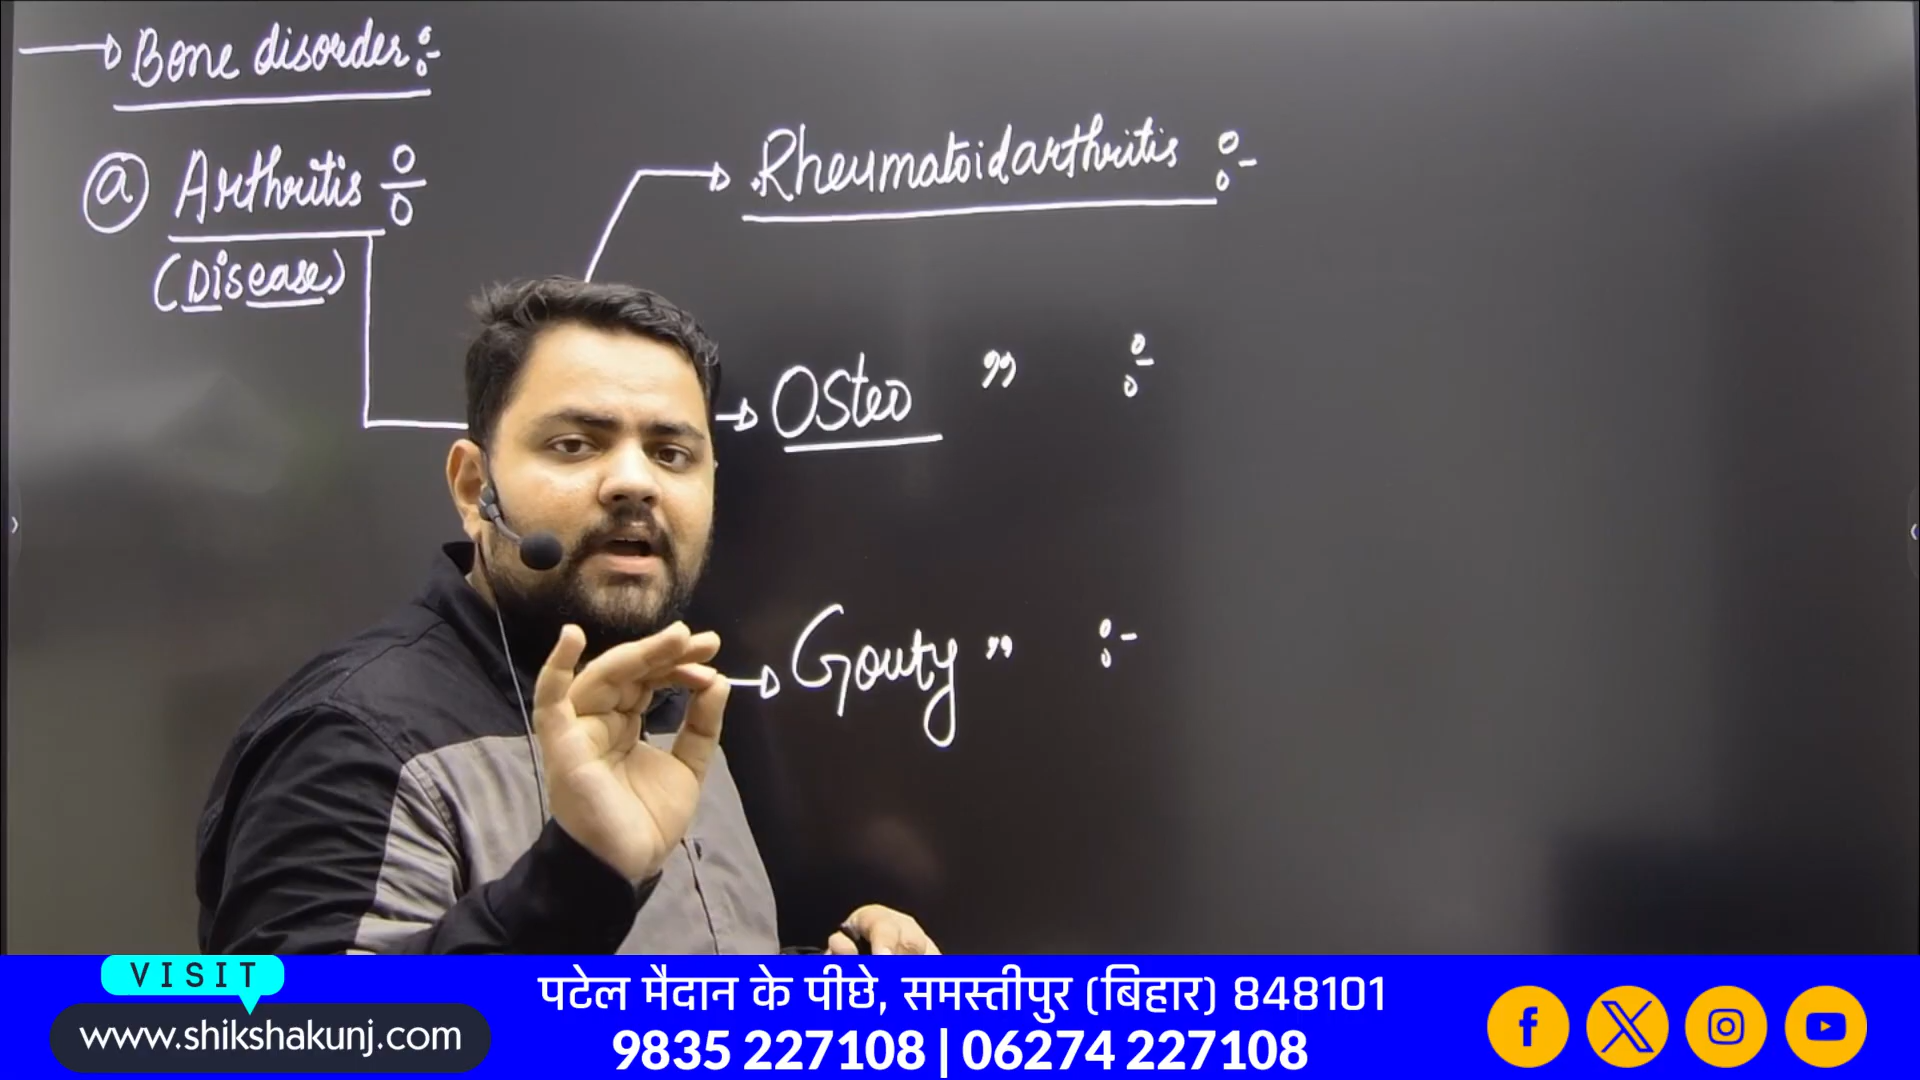 Bone disorder:-
(a) Arthritis ÷
(Disease)
Rheumatoidarthritis :-
Osteo " :-
Gouty " :-
VISIT
www.shikshakunj.com
पटेल मैदान के पीछे, समस्तीपुर (बिहार) 848101
9835 227108 | 06274 227108